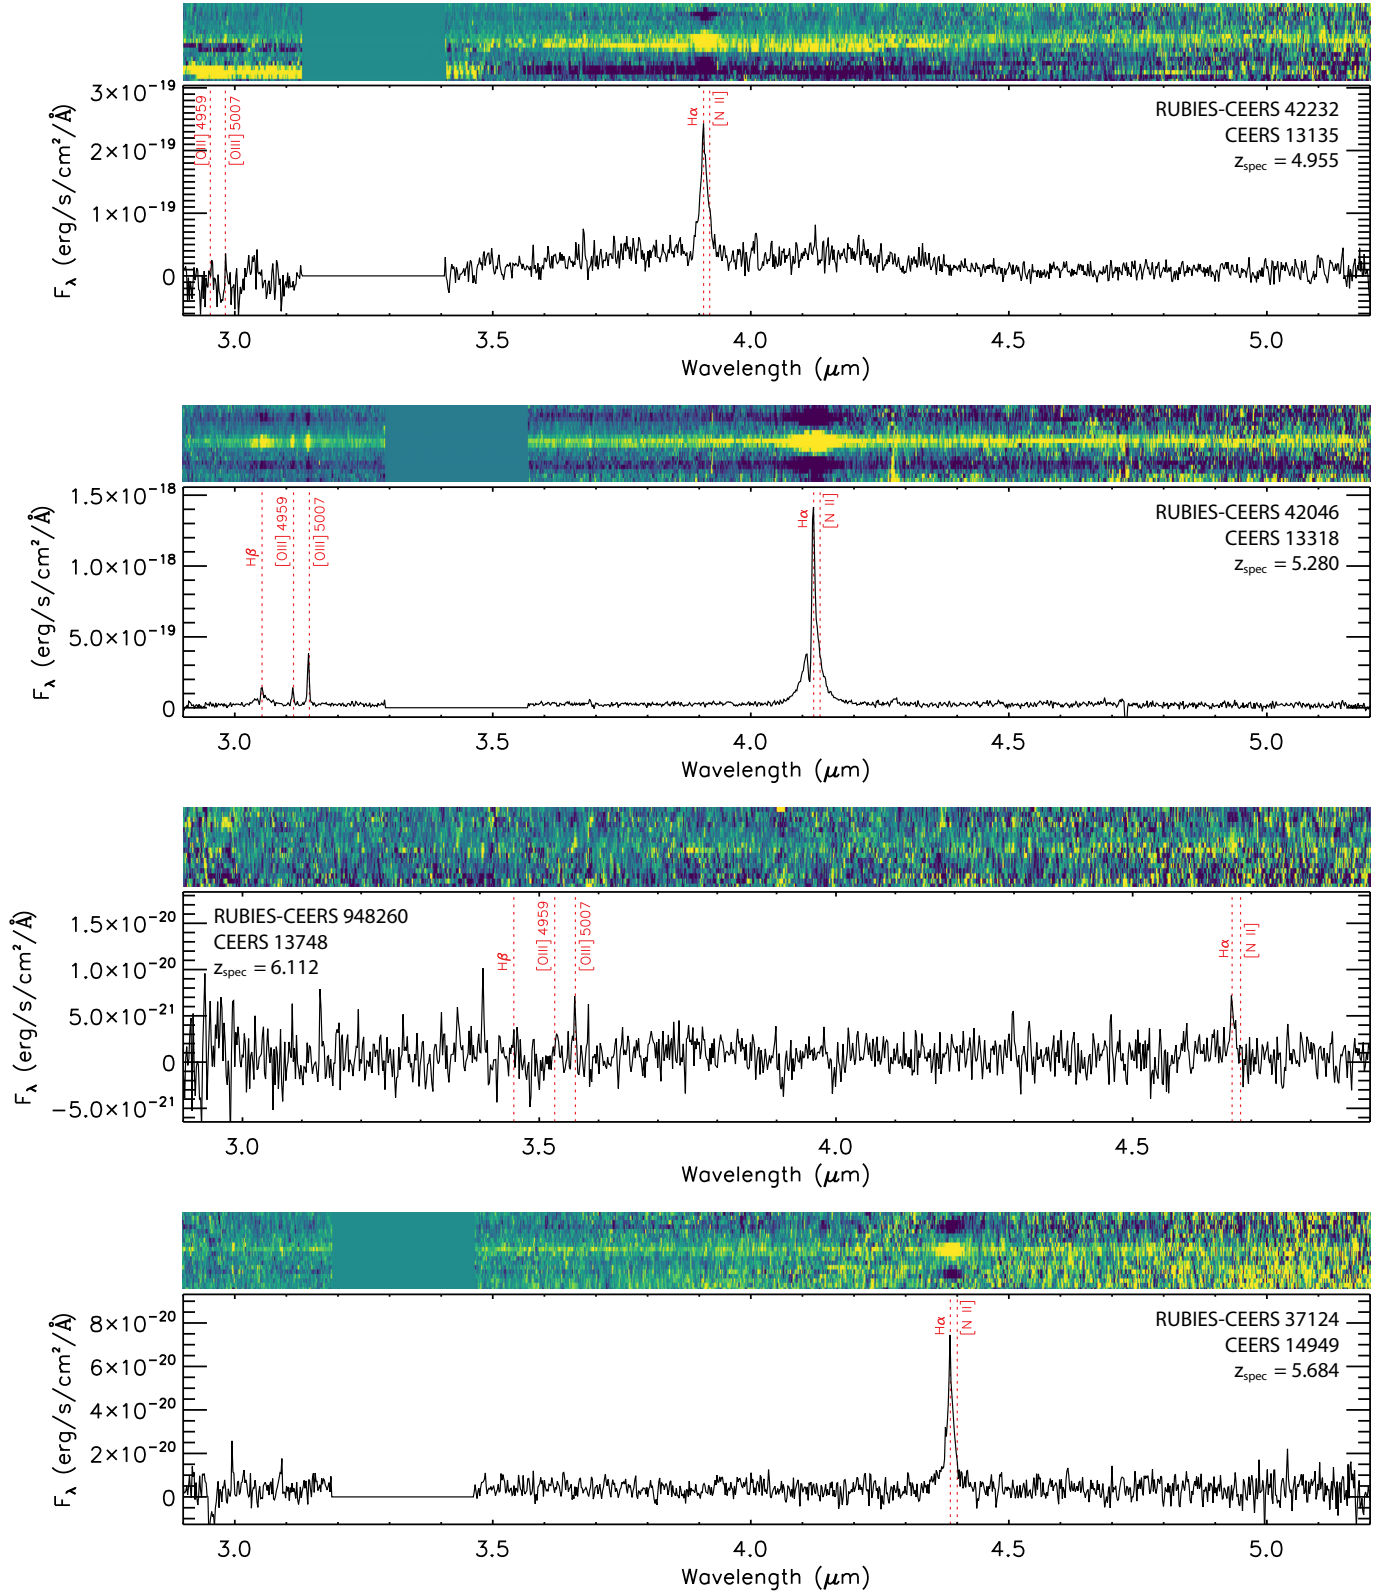 3×10⁻¹⁹
2×10⁻¹⁹
1×10⁻¹⁹
0
F_λ (erg/s/cm²/Å)
[OIII] 4959
[OIII] 5007
Hα
[N II]
RUBIES-CEERS 42232
CEERS 13135
z_spec = 4.955
3.0 3.5 4.0 4.5 5.0
Wavelength (μm)
1.5×10⁻¹⁸
1.0×10⁻¹⁸
5.0×10⁻¹⁹
0
F_λ (erg/s/cm²/Å)
Hβ
[OIII] 4959
[OIII] 5007
Hα
[N II]
RUBIES-CEERS 42046
CEERS 13318
z_spec = 5.280
3.0 3.5 4.0 4.5 5.0
Wavelength (μm)
1.5×10⁻²⁰
1.0×10⁻²⁰
5.0×10⁻²¹
0
−5.0×10⁻²¹
F_λ (erg/s/cm²/Å)
RUBIES-CEERS 948260
CEERS 13748
z_spec = 6.112
Hβ
[OIII] 4959
[OIII] 5007
Hα
[N II]
3.0 3.5 4.0 4.5
Wavelength (μm)
8×10⁻²⁰
6×10⁻²⁰
4×10⁻²⁰
2×10⁻²⁰
0
F_λ (erg/s/cm²/Å)
Hα
[N II]
RUBIES-CEERS 37124
CEERS 14949
z_spec = 5.684
3.0 3.5 4.0 4.5 5.0
Wavelength (μm)